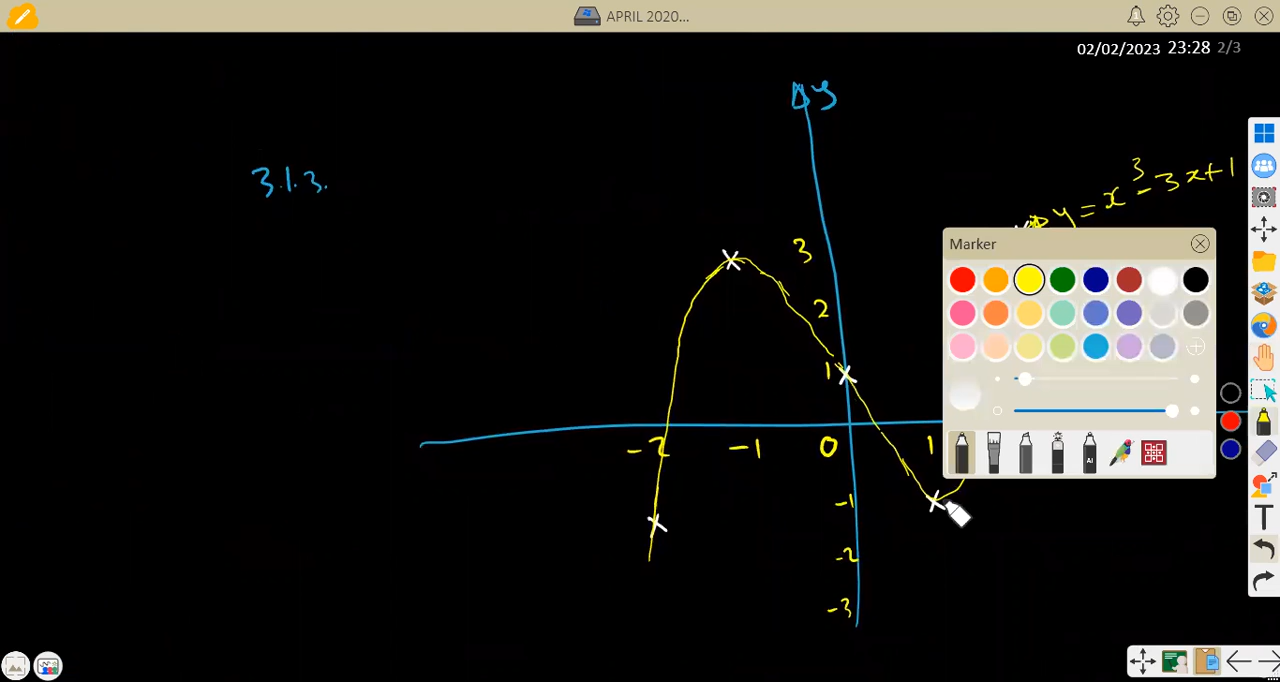 APRIL 2020...
02/02/2023 23:28 2/3
y
3.1.3.
y = x³ - 3x + 1
Marker
3
2
1
-2 -1 0 1
-1
-2
-3
AI
T